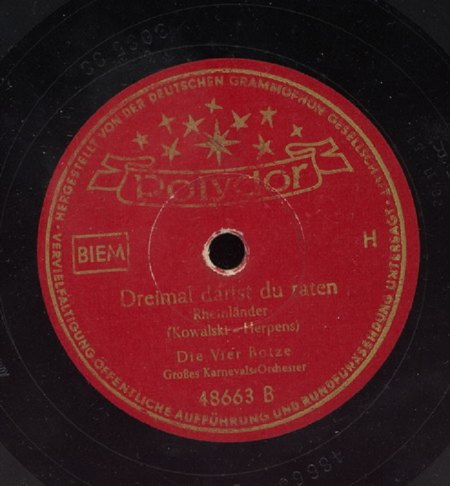 HERGESTELLT VON DER DEUTSCHEN GRAMMOPHON GESELLSCHAFT · VERVIELFÄLTIGUNG ÖFFENTLICHE AUFFÜHRUNG UND RUNDFUNKSENDUNG UNTERSAGT
Polydor
BIEM
H
Dreimal darfst du raten
Rheinländer
(Kowalski - Herpens)
Die Vier Botze
Großes Karnevals-Orchester
48663 B